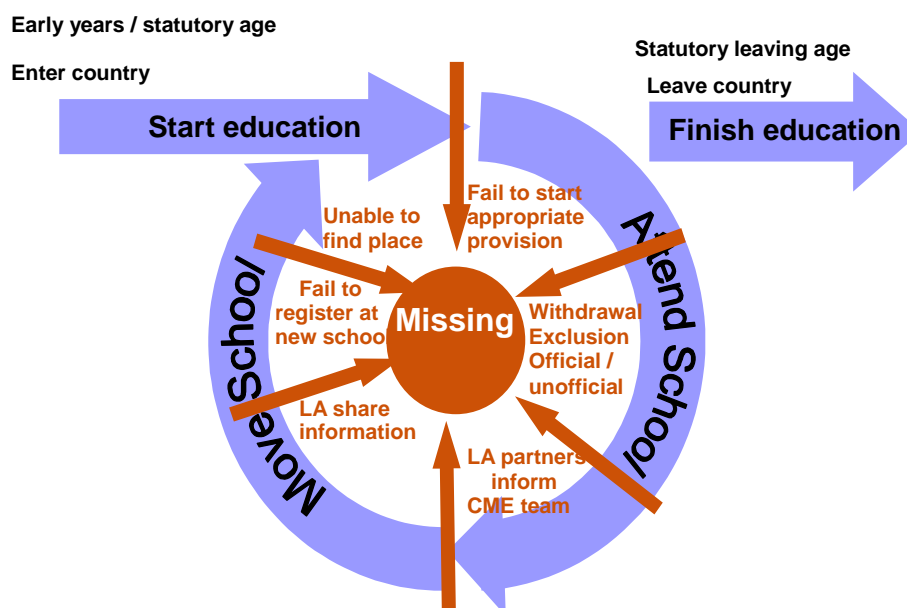 Early years / statutory age
Enter country
Start education
Statutory leaving age
Leave country
Finish education
Fail to start
appropriate
provision
Unable to
find place
Fail to
register at
new school
Missing
Withdrawal
Exclusion
Official /
unofficial
LA share
information
LA partners
inform
CME team
Attend School/
MoveSchool/